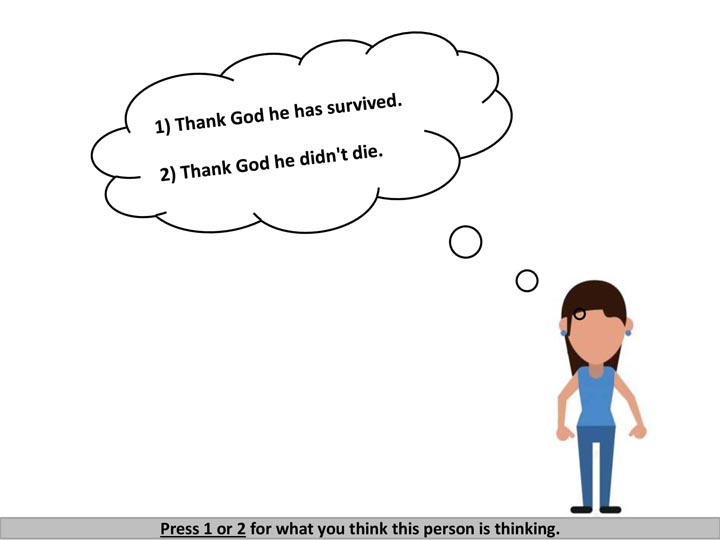 1) Thank God he has survived.
2) Thank God he didn't die.
Press 1 or 2 for what you think this person is thinking.